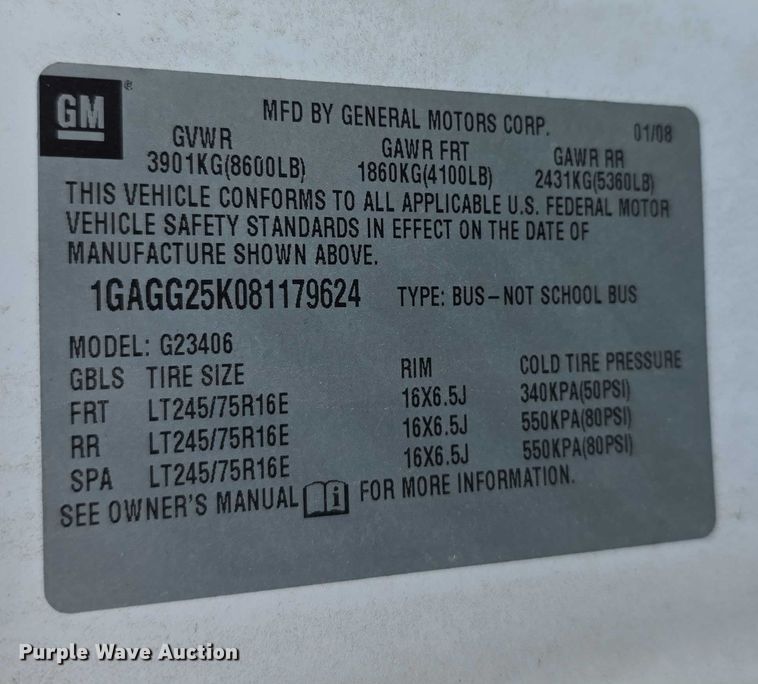 GM®
MFD BY GENERAL MOTORS CORP. 01/08
GVWR GAWR FRT GAWR RR
3901KG(8600LB) 1860KG(4100LB) 2431KG(5360LB)
THIS VEHICLE CONFORMS TO ALL APPLICABLE U.S. FEDERAL MOTOR
VEHICLE SAFETY STANDARDS IN EFFECT ON THE DATE OF
MANUFACTURE SHOWN ABOVE.
1GAGG25K081179624 TYPE: BUS-NOT SCHOOL BUS
MODEL: G23406
GBLS TIRE SIZE RIM COLD TIRE PRESSURE
FRT LT245/75R16E 16X6.5J 340KPA(50PSI)
RR LT245/75R16E 16X6.5J 550KPA(80PSI)
SPA LT245/75R16E 16X6.5J 550KPA(80PSI)
SEE OWNER'S MANUAL i FOR MORE INFORMATION.
Purple Wave Auction